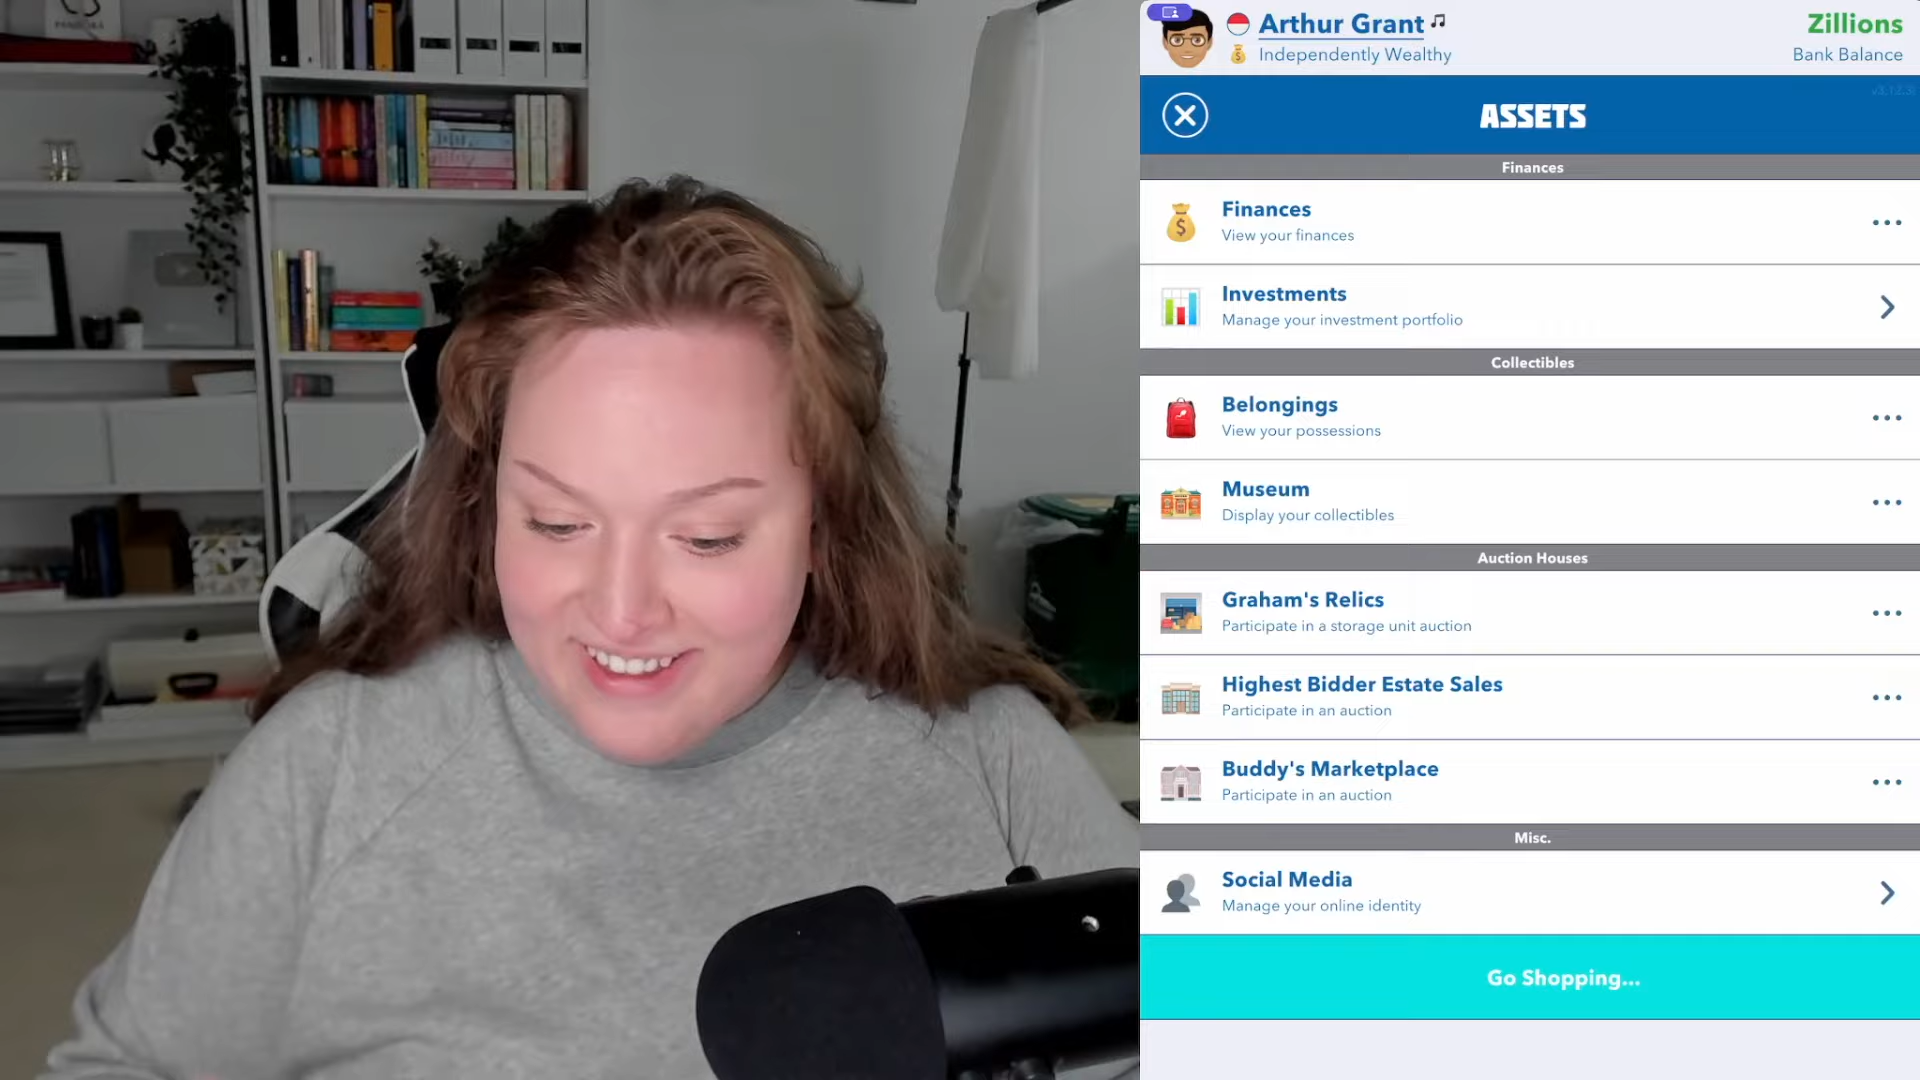 PANDORA
Arthur Grant
Independently Wealthy
Zillions
Bank Balance
ASSETS
Finances
Finances
View your finances
Investments
Manage your investment portfolio
Collectibles
Belongings
View your possessions
Museum
Display your collectibles
Auction Houses
Graham's Relics
Participate in a storage unit auction
Highest Bidder Estate Sales
Participate in an auction
Buddy's Marketplace
Participate in an auction
Misc.
Social Media
Manage your online identity
Go Shopping...